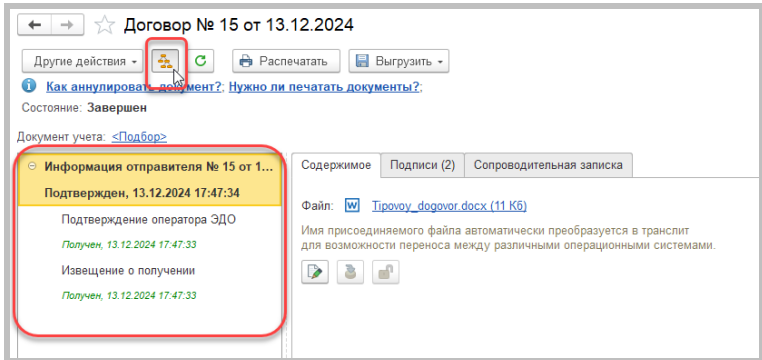 Договор № 15 от 13.12.2024
Другие действия
Распечатать
Выгрузить
Как аннулировать документ?; Нужно ли печатать документы?;
Состояние: Завершен
Документ учета: <Подбор>
Информация отправителя № 15 от 1...
Подтвержден, 13.12.2024 17:47:34
Подтверждение оператора ЭДО
Получен, 13.12.2024 17:47:33
Извещение о получении
Получен, 13.12.2024 17:47:33
Содержимое Подписи (2) Сопроводительная записка
Файл: Tipovoy_dogovor.docx (11 Кб)
Имя присоединяемого файла автоматически преобразуется в транслит
для возможности переноса между различными операционными системами.